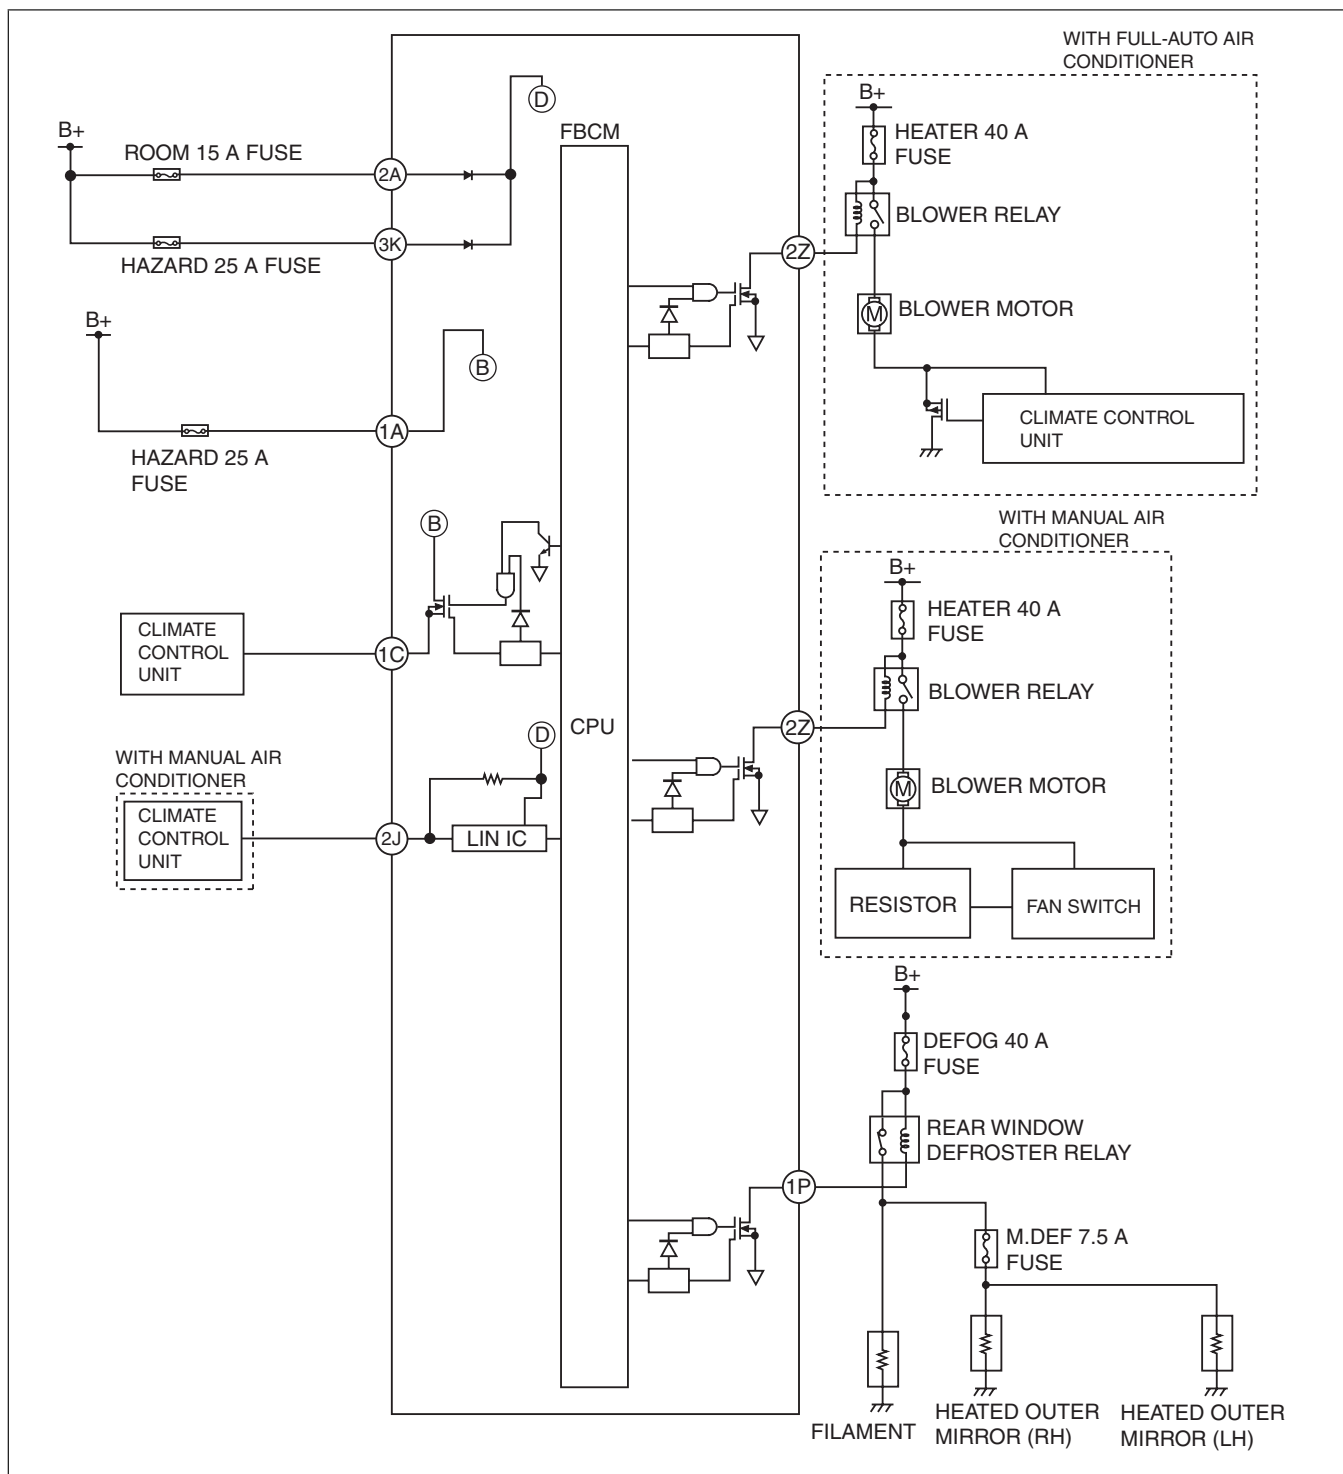 WITH FULL-AUTO AIR
CONDITIONER
B+
HEATER 40 A
FUSE
BLOWER RELAY
BLOWER MOTOR
M
CLIMATE CONTROL
UNIT
D
FBCM
B+
ROOM 15 A FUSE
2A
3K
HAZARD 25 A FUSE
2Z
B+
B
1A
HAZARD 25 A
FUSE
B
CLIMATE
CONTROL
UNIT
1C
CPU
D
WITH MANUAL AIR
CONDITIONER
CLIMATE
CONTROL
UNIT
2J
LIN IC
2Z
WITH MANUAL AIR
CONDITIONER
B+
HEATER 40 A
FUSE
BLOWER RELAY
BLOWER MOTOR
M
RESISTOR
FAN SWITCH
B+
DEFOG 40 A
FUSE
REAR WINDOW
DEFROSTER RELAY
1P
M.DEF 7.5 A
FUSE
FILAMENT
HEATED OUTER
MIRROR (RH)
HEATED OUTER
MIRROR (LH)